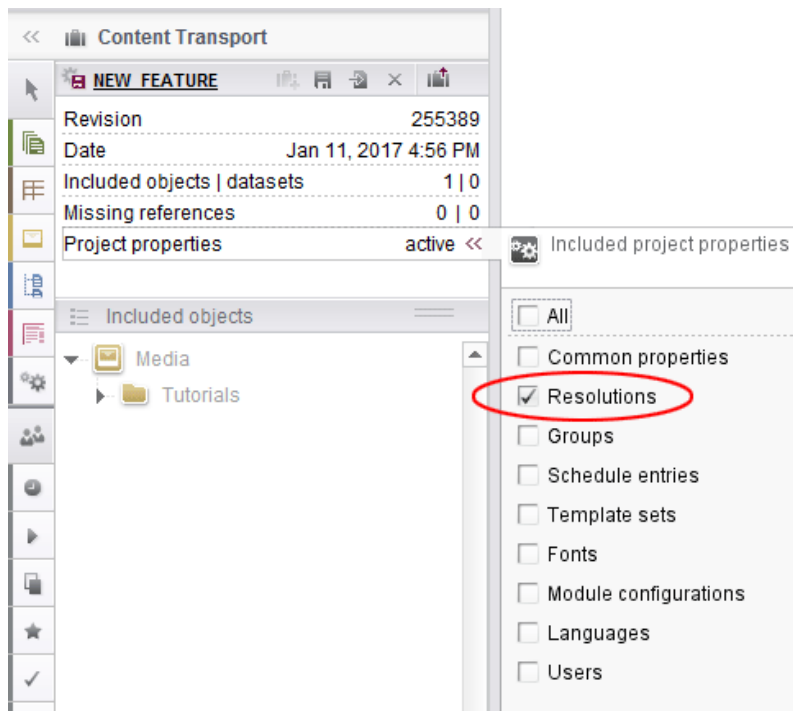 Content Transport
NEW_FEATURE
Revision 255389
Date Jan 11, 2017 4:56 PM
Included objects | datasets 1 | 0
Missing references 0 | 0
Project properties active
Included project properties
Included objects
All
Media
Common properties
Tutorials
Resolutions
Groups
Schedule entries
Template sets
Fonts
Module configurations
Languages
Users